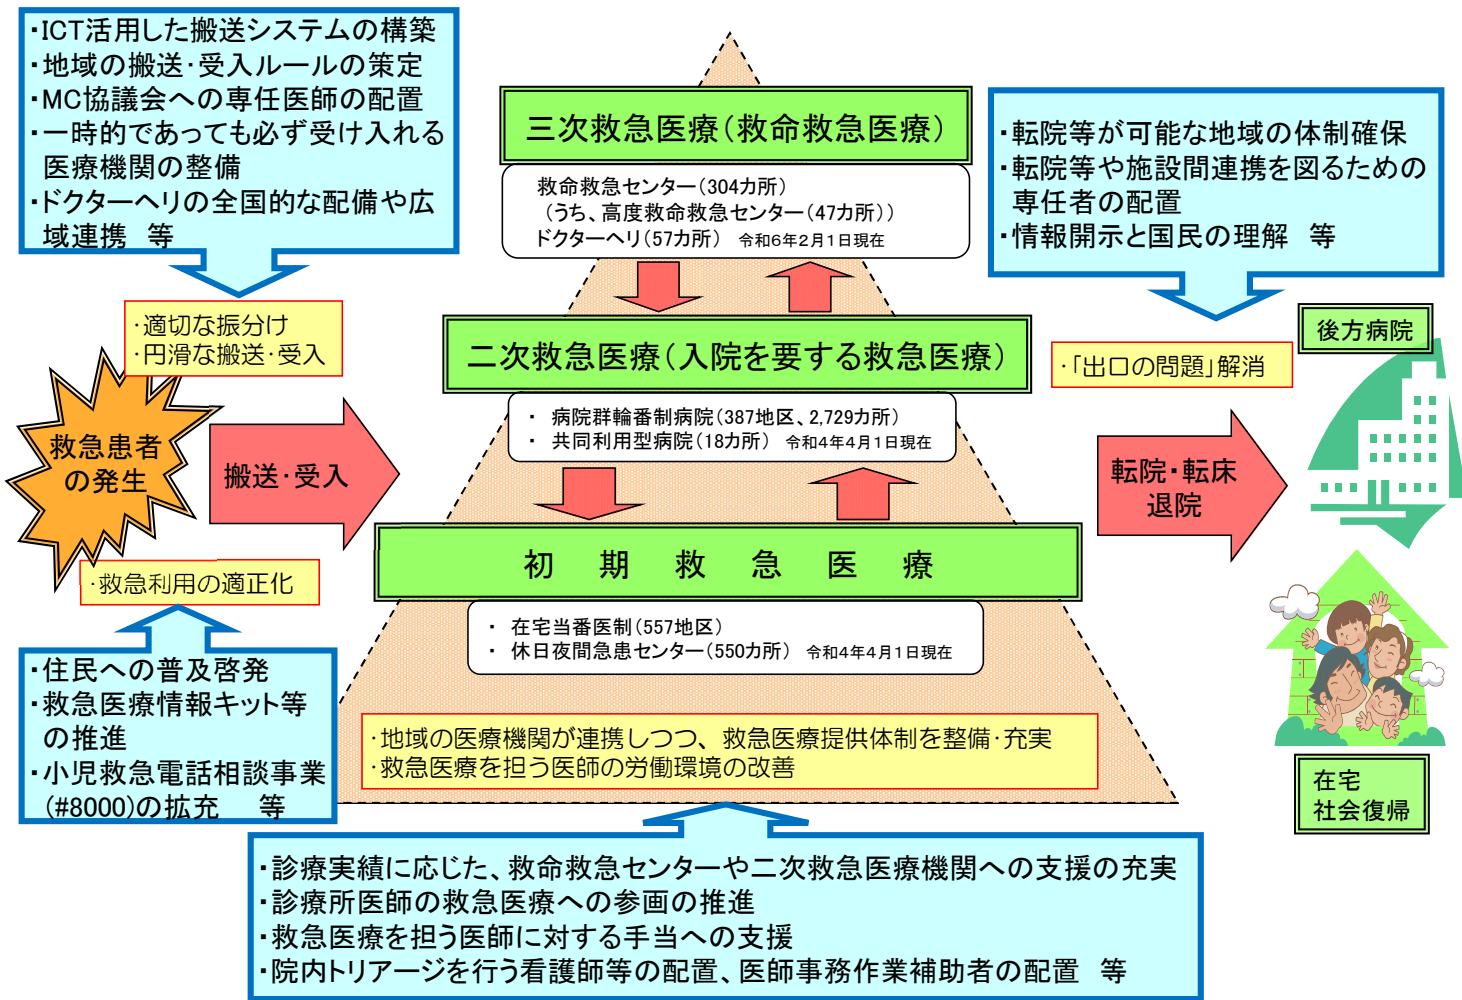 ・ICT活用した搬送システムの構築
・地域の搬送・受入ルールの策定
・MC協議会への専任医師の配置
・一時的であっても必ず受け入れる
医療機関の整備
・ドクターヘリの全国的な配備や広
域連携　等
・適切な振分け
・円滑な搬送・受入
救急患者
の発生
搬送・受入
・救急利用の適正化
・住民への普及啓発
・救急医療情報キット等
の推進
・小児救急電話相談事業
(#8000)の拡充　等
三次救急医療(救命救急医療)
救命救急センター(304カ所)
(うち、高度救命救急センター(47カ所))
ドクターヘリ(57カ所)　令和6年2月1日現在
二次救急医療(入院を要する救急医療)
・ 病院群輪番制病院(387地区、2,729カ所)
・ 共同利用型病院(18カ所)　令和4年4月1日現在
初　期　救　急　医　療
・ 在宅当番医制(557地区)
・ 休日夜間急患センター(550カ所)　令和4年4月1日現在
・地域の医療機関が連携しつつ、救急医療提供体制を整備・充実
・救急医療を担う医師の労働環境の改善
・診療実績に応じた、救命救急センターや二次救急医療機関への支援の充実
・診療所医師の救急医療への参画の推進
・救急医療を担う医師に対する手当への支援
・院内トリアージを行う看護師等の配置、医師事務作業補助者の配置　等
・転院等が可能な地域の体制確保
・転院等や施設間連携を図るための
専任者の配置
・情報開示と国民の理解　等
・「出口の問題」解消
転院・転床
退院
後方病院
在宅
社会復帰